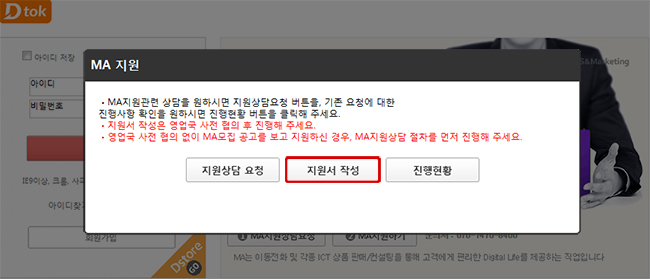 Dtok
아이디 저장
S&Marketing
MA 지원
아이디
비밀번호
• MA지원관련 상담을 원하시면 지원상담요청 버튼을, 기존 요청에 대한
진행사항 확인을 원하시면 진행현황 버튼을 클릭해 주세요.
• 지원서 작성은 영업국 사전 협의 후 진행해 주세요.
• 영업국 사전 협의 없이 MA모집 공고를 보고 지원하신 경우, MA지원상담 절차를 먼저 진행해 주세요.
지원상담 요청
지원서 작성
진행현황
IE9이상, 크롬, 사파
아이디찾기
회원가입
Dstore
GO
MA지원상담요청
2 MA지원하기
MA는 이동전화 및 각종 ICT 상품 판매/컨설팅을 통해 고객에게 편리한 Digital Life를 제공하는 직업입니다